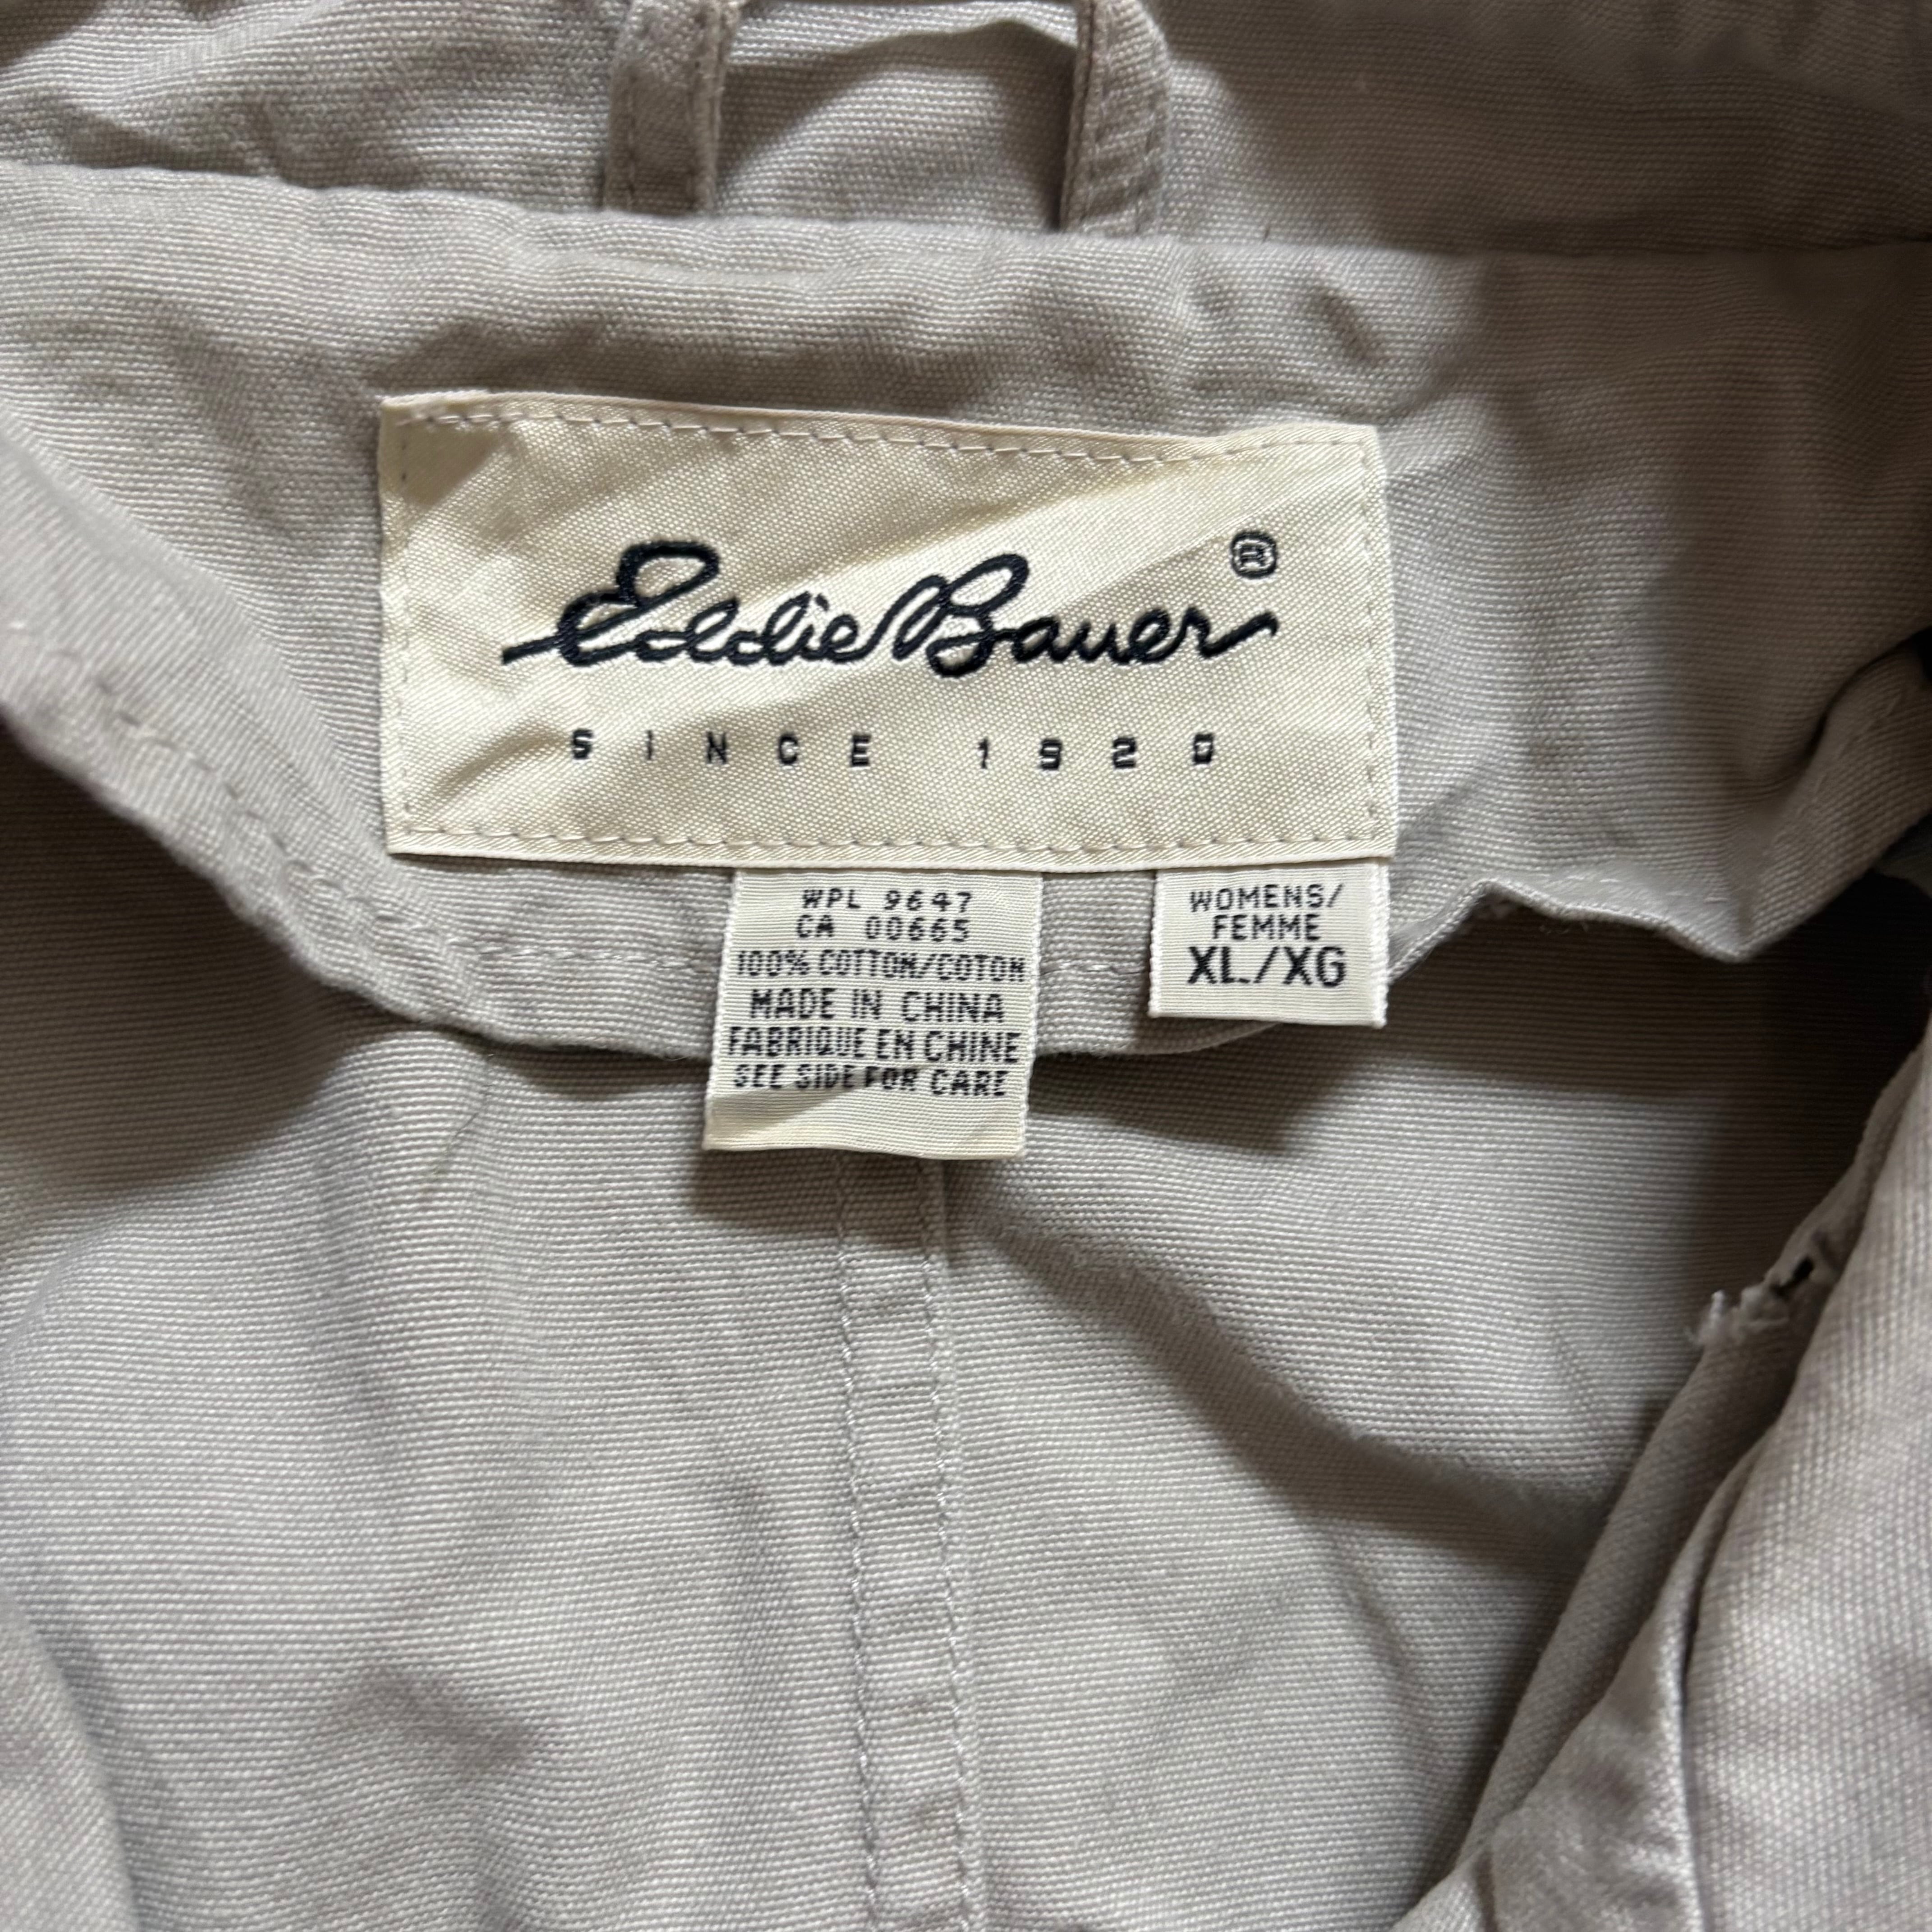 Eddie Bauer ®
SINCE 1920
WPL 9647
CA 00665
100% COTTON/COTON
MADE IN CHINA
FABRIQUE EN CHINE
SEE SIDE FOR CARE
WOMENS/
FEMME
XL/XG